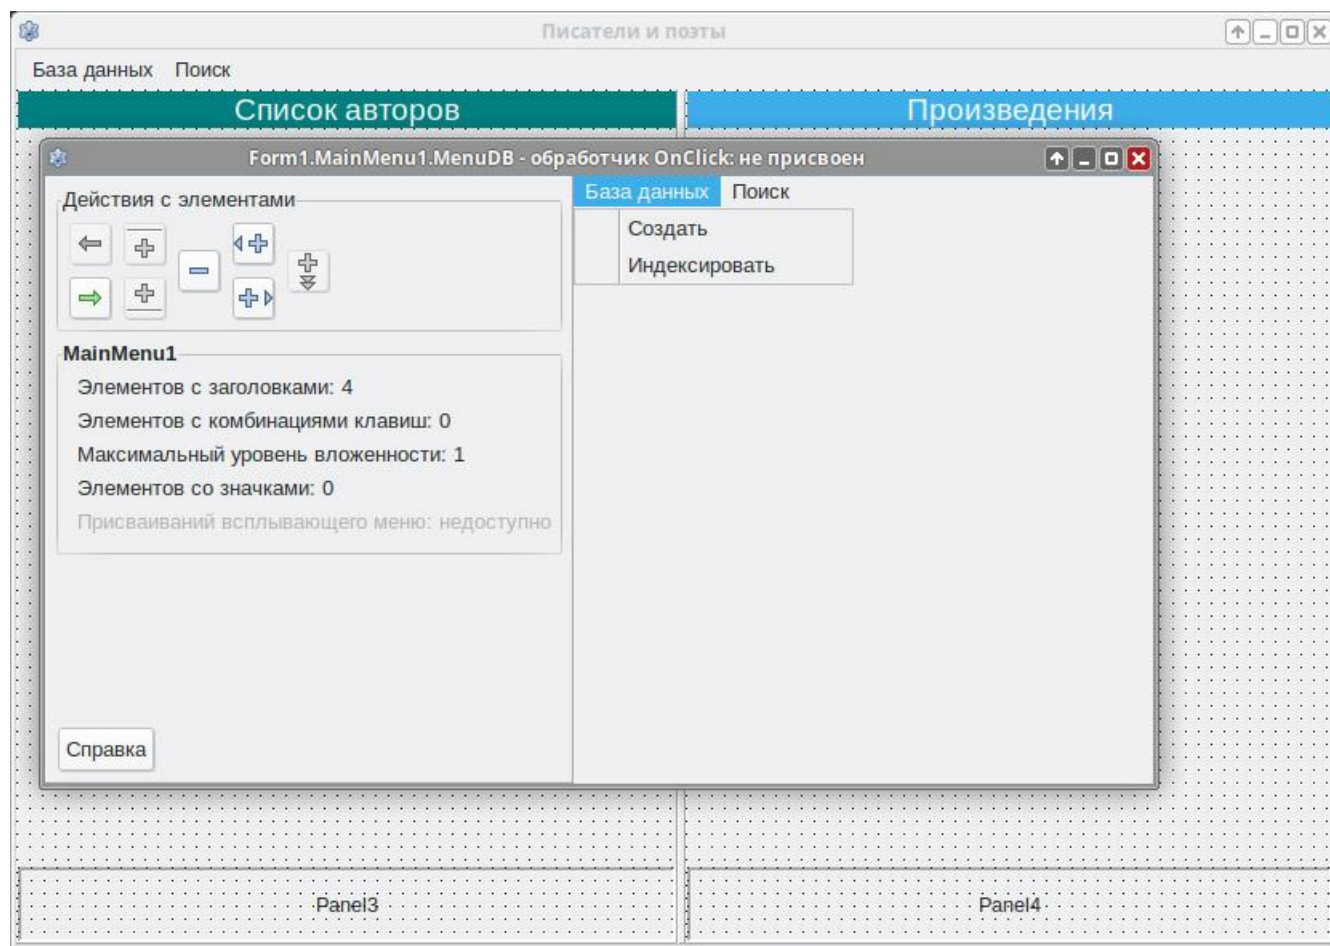 Писатели и поэты
База данных Поиск
Список авторов Произведения
Form1.MainMenu1.MenuDB - обработчик OnClick: не присвоен
Действия с элементами
База данных Поиск
Создать
Индексировать
MainMenu1
Элементов с заголовками: 4
Элементов с комбинациями клавиш: 0
Максимальный уровень вложенности: 1
Элементов со значками: 0
Присваиваний всплывающего меню: недоступно
Справка
Panel3 Panel4